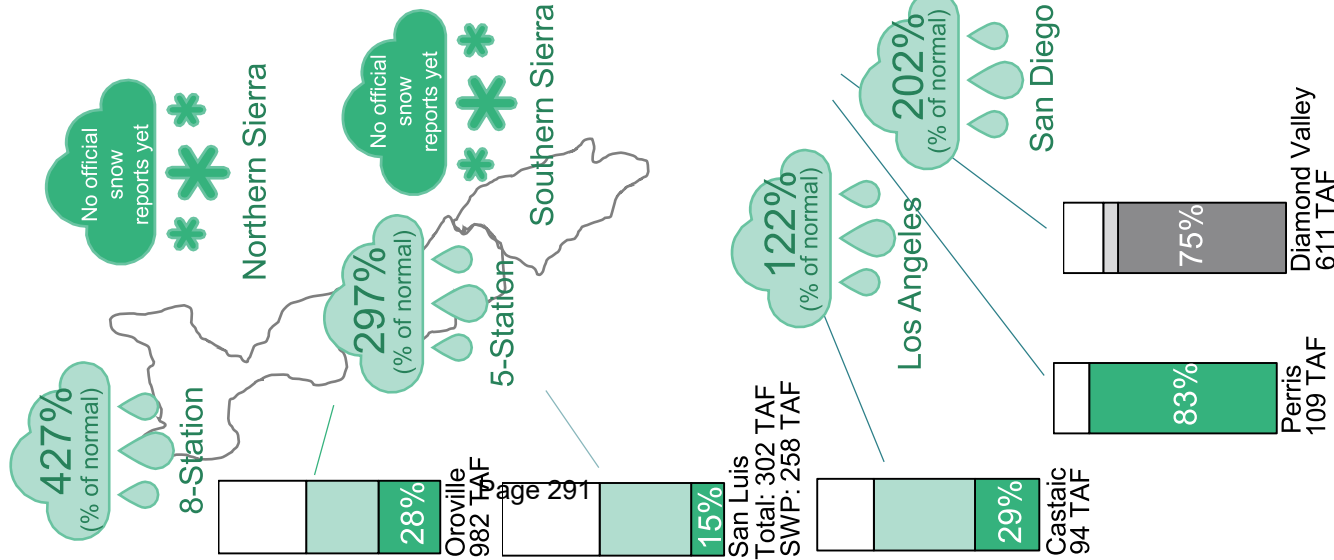 427%
(% of normal)
8-Station
No official
snow
reports yet
Northern Sierra
297%
(% of normal)
5-Station
No official
snow
reports yet
Southern Sierra
122%
(% of normal)
Los Angeles
202%
(% of normal)
San Diego
28%
Oroville
982 TAF
Page 291
15%
San Luis
Total: 302 TAF
SWP: 258 TAF
29%
Castaic
94 TAF
83%
Perris
109 TAF
75%
Diamond Valley
611 TAF